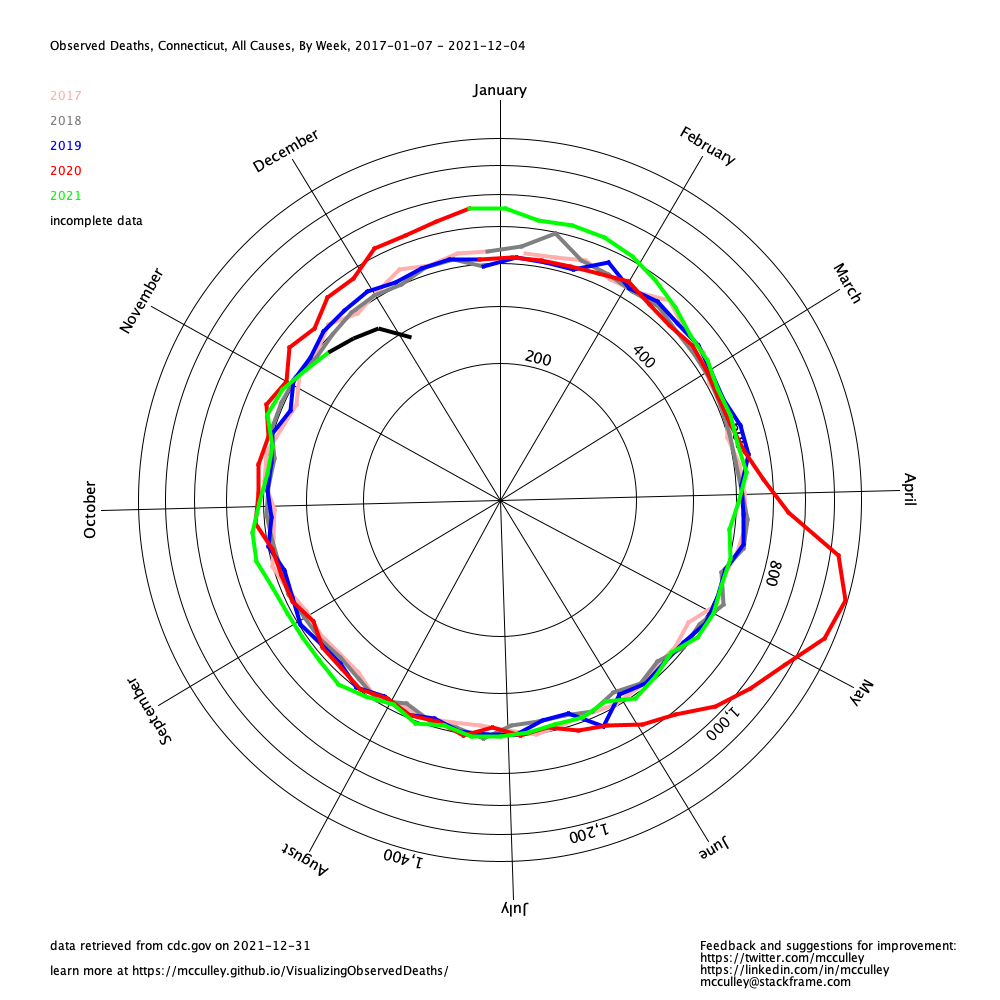 Observed Deaths, Connecticut, All Causes, By Week, 2017-01-07 - 2021-12-04
2017
2018
2019
2020
2021
incomplete data
January
February
March
April
May
June
July
August
September
October
November
December
200
400
800
1,000
1,200
1,400
data retrieved from cdc.gov on 2021-12-31
learn more at https://mcculley.github.io/VisualizingObservedDeaths/
Feedback and suggestions for improvement:
https://twitter.com/mcculley
https://linkedin.com/in/mcculley
mcculley@stackframe.com